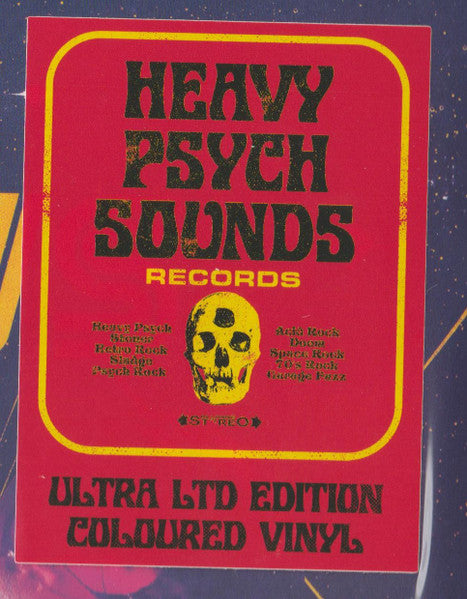 HEAVY
PSYCH
SOUNDS
RECORDS
Heavy Psych
Stoner
Retro Rock
Sludge
Psych Rock
Acid Rock
Doom
Space Rock
70's Rock
Garage Fuzz
STEREO
ULTRA LTD EDITION
COLOURED VINYL